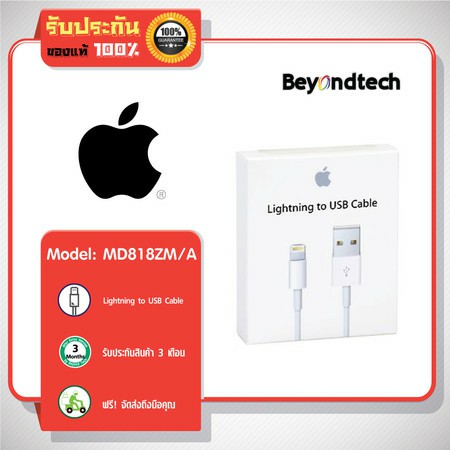 รับประกัน
ของแท้ 100%
100%
GUARANTEE
Beyondtech
®
Lightning to USB Cable
Model: MD818ZM/A
Lightning to USB Cable
3
Months
รับประกันสินค้า 3 เดือน
ฟรี! จัดส่งถึงมือคุณ